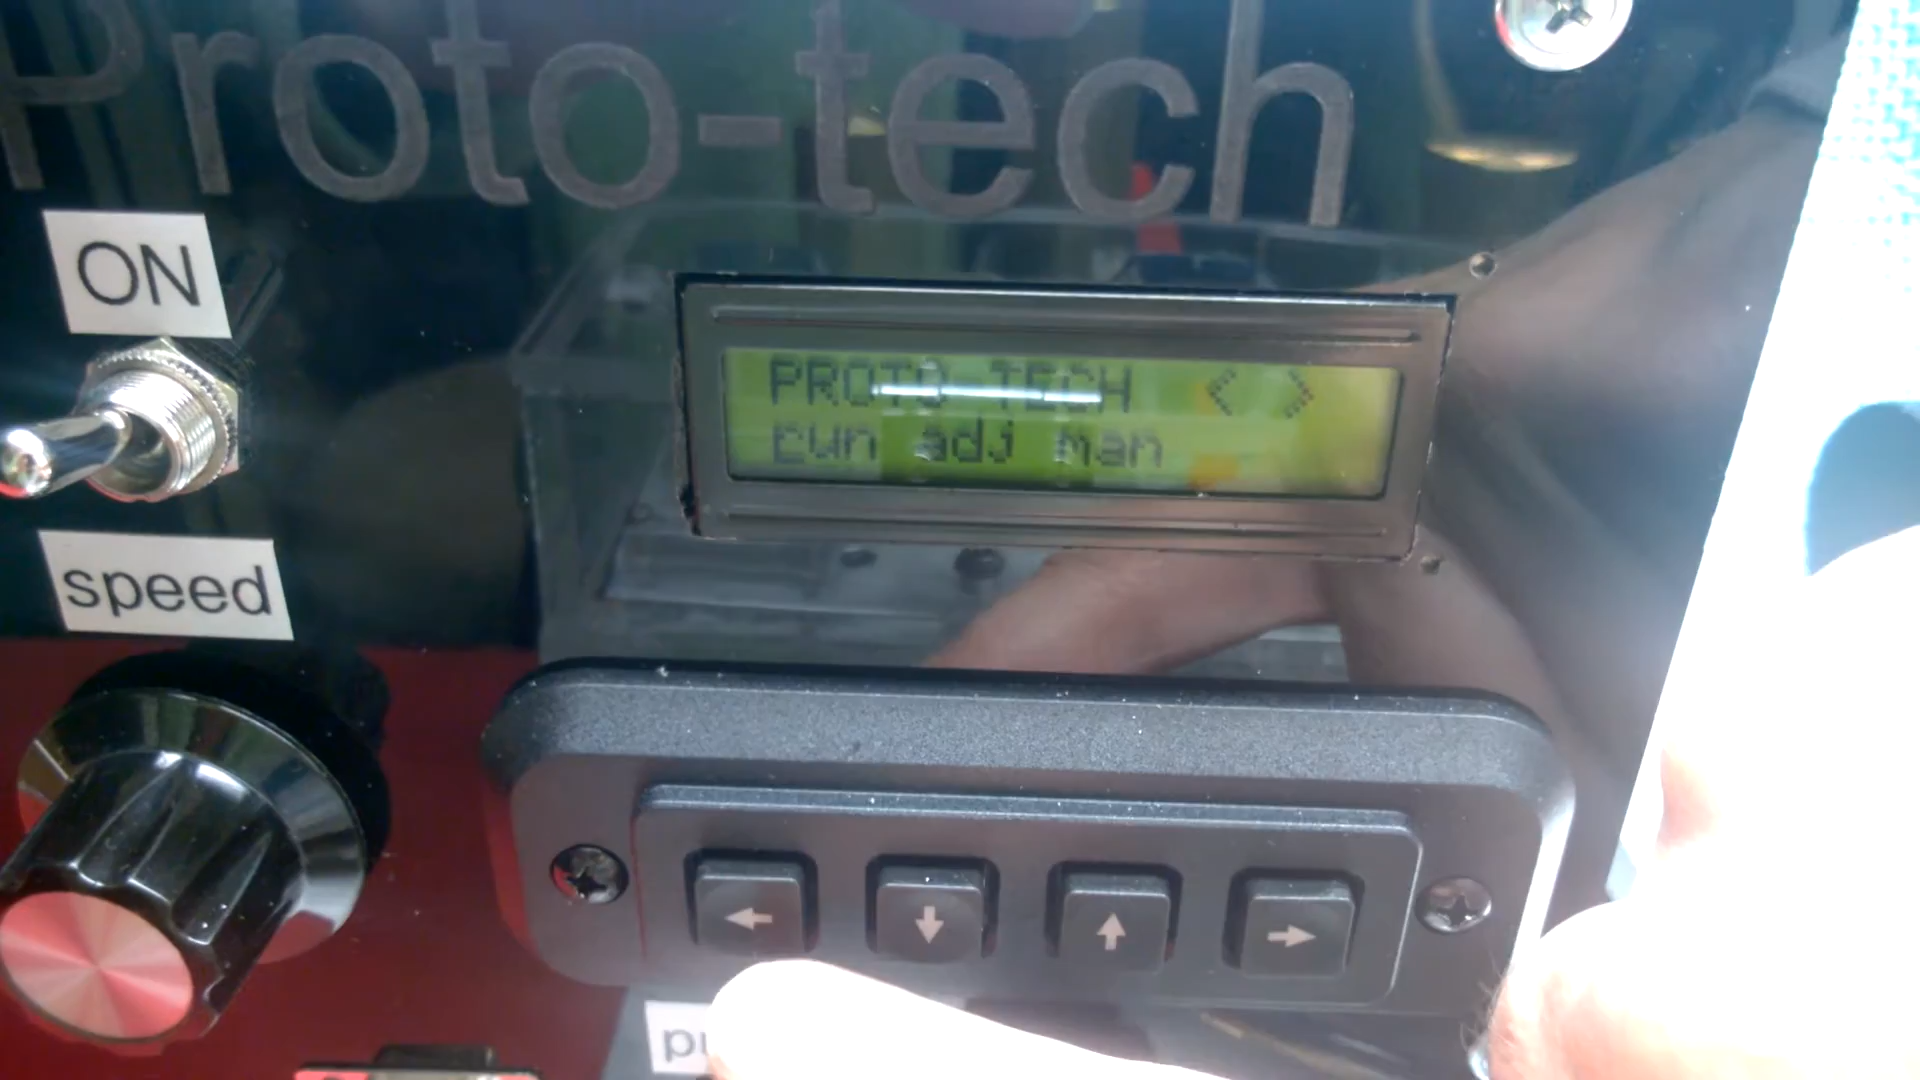 Proto-tech
ON
PROTO TECH < >
run adj man
speed